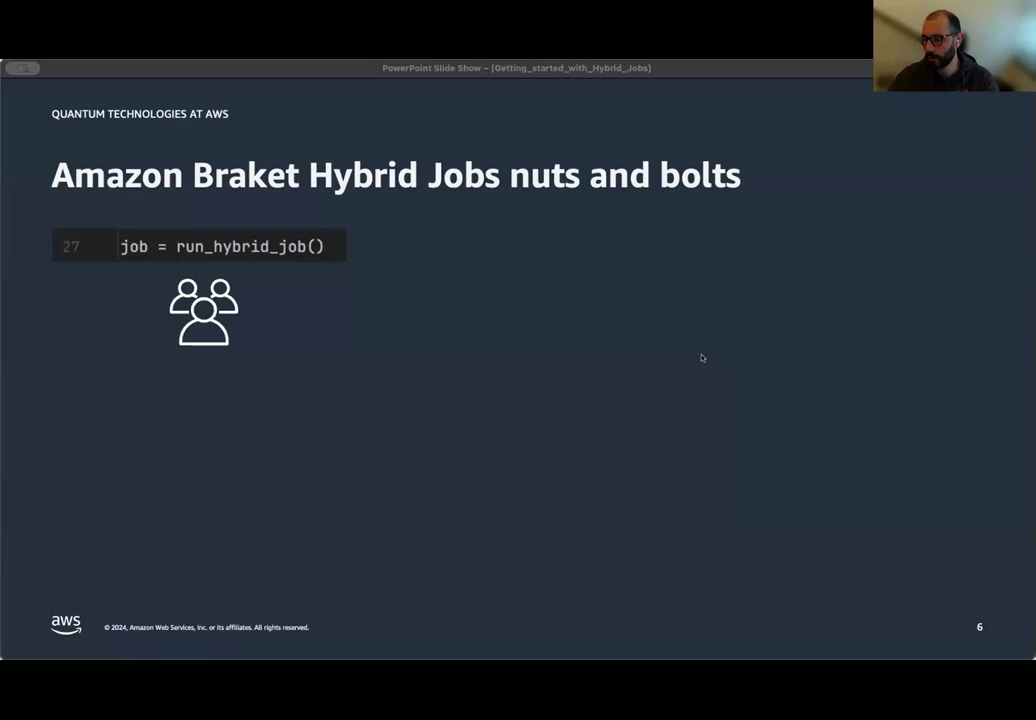 PowerPoint Slide Show – [Getting_started_with_Hybrid_Jobs]
QUANTUM TECHNOLOGIES AT AWS
Amazon Braket Hybrid Jobs nuts and bolts
27 job = run_hybrid_job()
aws
© 2024, Amazon Web Services, Inc. or its affiliates. All rights reserved.
6